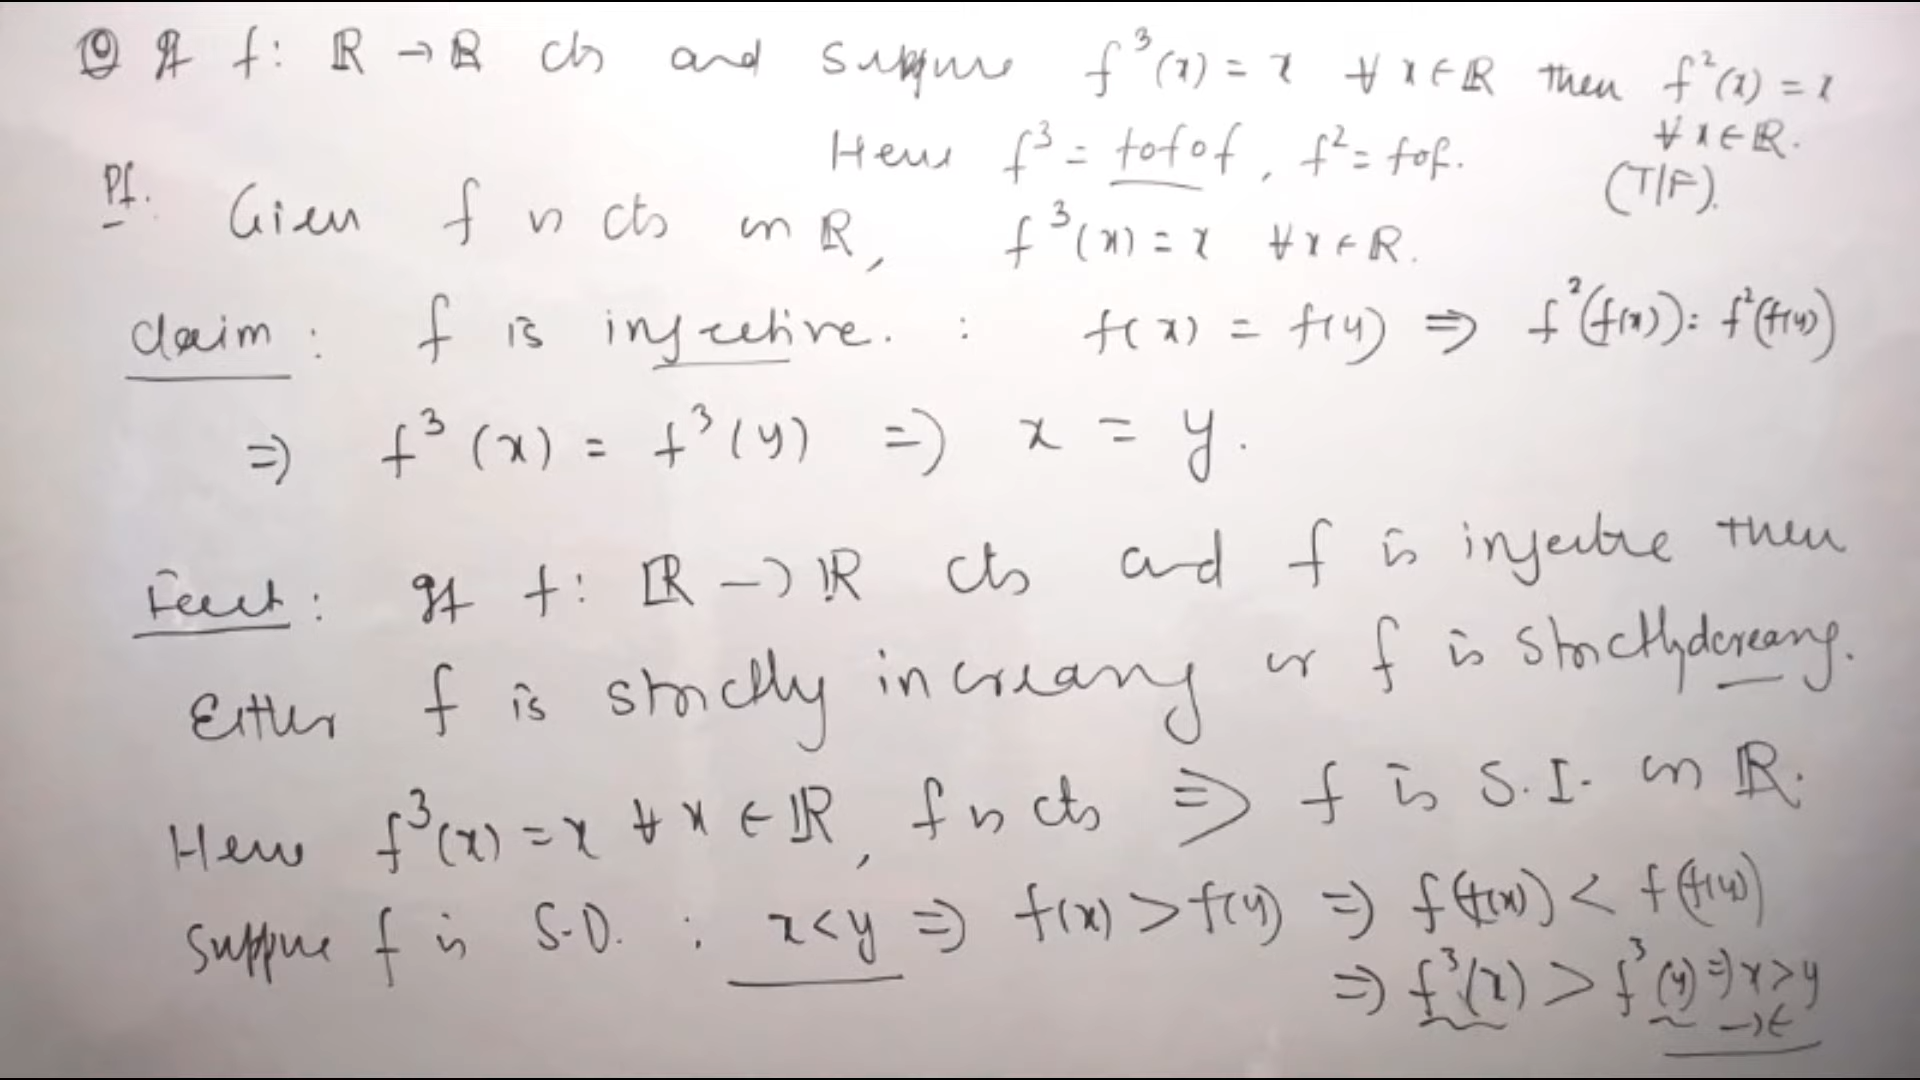 Q If f: ℝ → ℝ cts and suppose f³(x) = x ∀ x ∈ ℝ then f²(x) = x
∀ x ∈ ℝ.
Here f³ = fofof, f² = fof.
(T/F).
Pf. Given f is cts on ℝ, f³(x) = x ∀ x ∈ ℝ.
Claim: f is injective. : f(x) = f(y) ⇒ f²(f(x)) = f²(f(y))
⇒ f³(x) = f³(y) ⇒ x = y.
Fact: If f: ℝ → ℝ cts and f is injective then
Either f is strictly increasing or f is strictly decreasing.
Here f³(x) = x ∀ x ∈ ℝ, f is cts ⇒ f is S.I. on ℝ.
Suppose f is S.D. : x < y ⇒ f(x) > f(y) ⇒ f(f(x)) < f(f(y))
⇒ f³(x) > f³(y) ⇒ x > y
→←